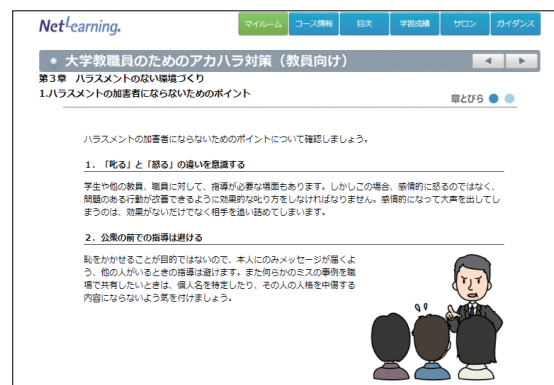 NetLearning.
マイルーム コース情報 目次 学習成績 サロン ガイダンス
大学教職員のためのアカハラ対策（教員向け）
第３章　ハラスメントのない環境づくり
1.ハラスメントの加害者にならないためのポイント
章とびら
ハラスメントの加害者にならないためのポイントについて確認しましょう。
１．「叱る」と「怒る」の違いを意識する
学生や他の教員、職員に対して、指導が必要な場面もあります。しかしこの場合、感情的に怒るのではなく、
問題のある行動が改善できるように効果的な叱り方をしなければなりません。感情的になって大声を出してし
まうのは、効果がないだけでなく相手を追い詰めてしまいます。
２．公衆の前での指導は避ける
恥をかかせることが目的ではないので、本人にのみメッセージが届くよ
う、他の人がいるときの指導は避けます。また何らかのミスの事例を職
場で共有したいときは、個人名を特定したり、その人の人格を中傷する
内容にならないよう気を付けましょう。